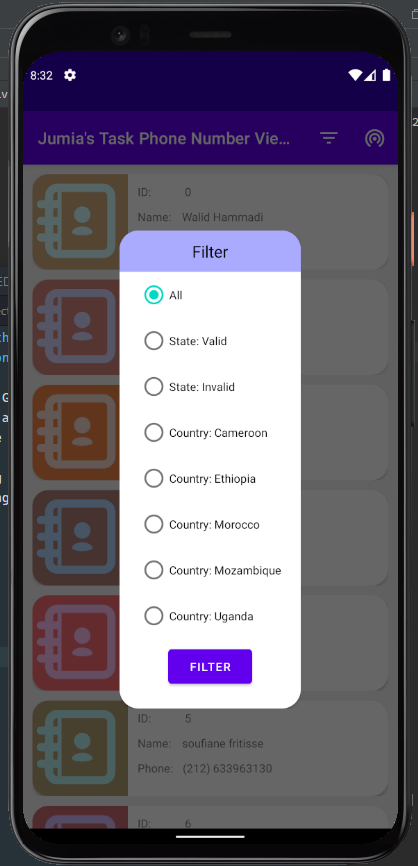 8:32
Jumia's Task Phone Number Vie...
ID: 0
Name: Walid Hammadi
Filter
All
State: Valid
State: Invalid
Country: Cameroon
Country: Ethiopia
Country: Morocco
Country: Mozambique
Country: Uganda
FILTER
ID: 5
Name: soufiane fritisse
Phone: (212) 633963130
ID: 6